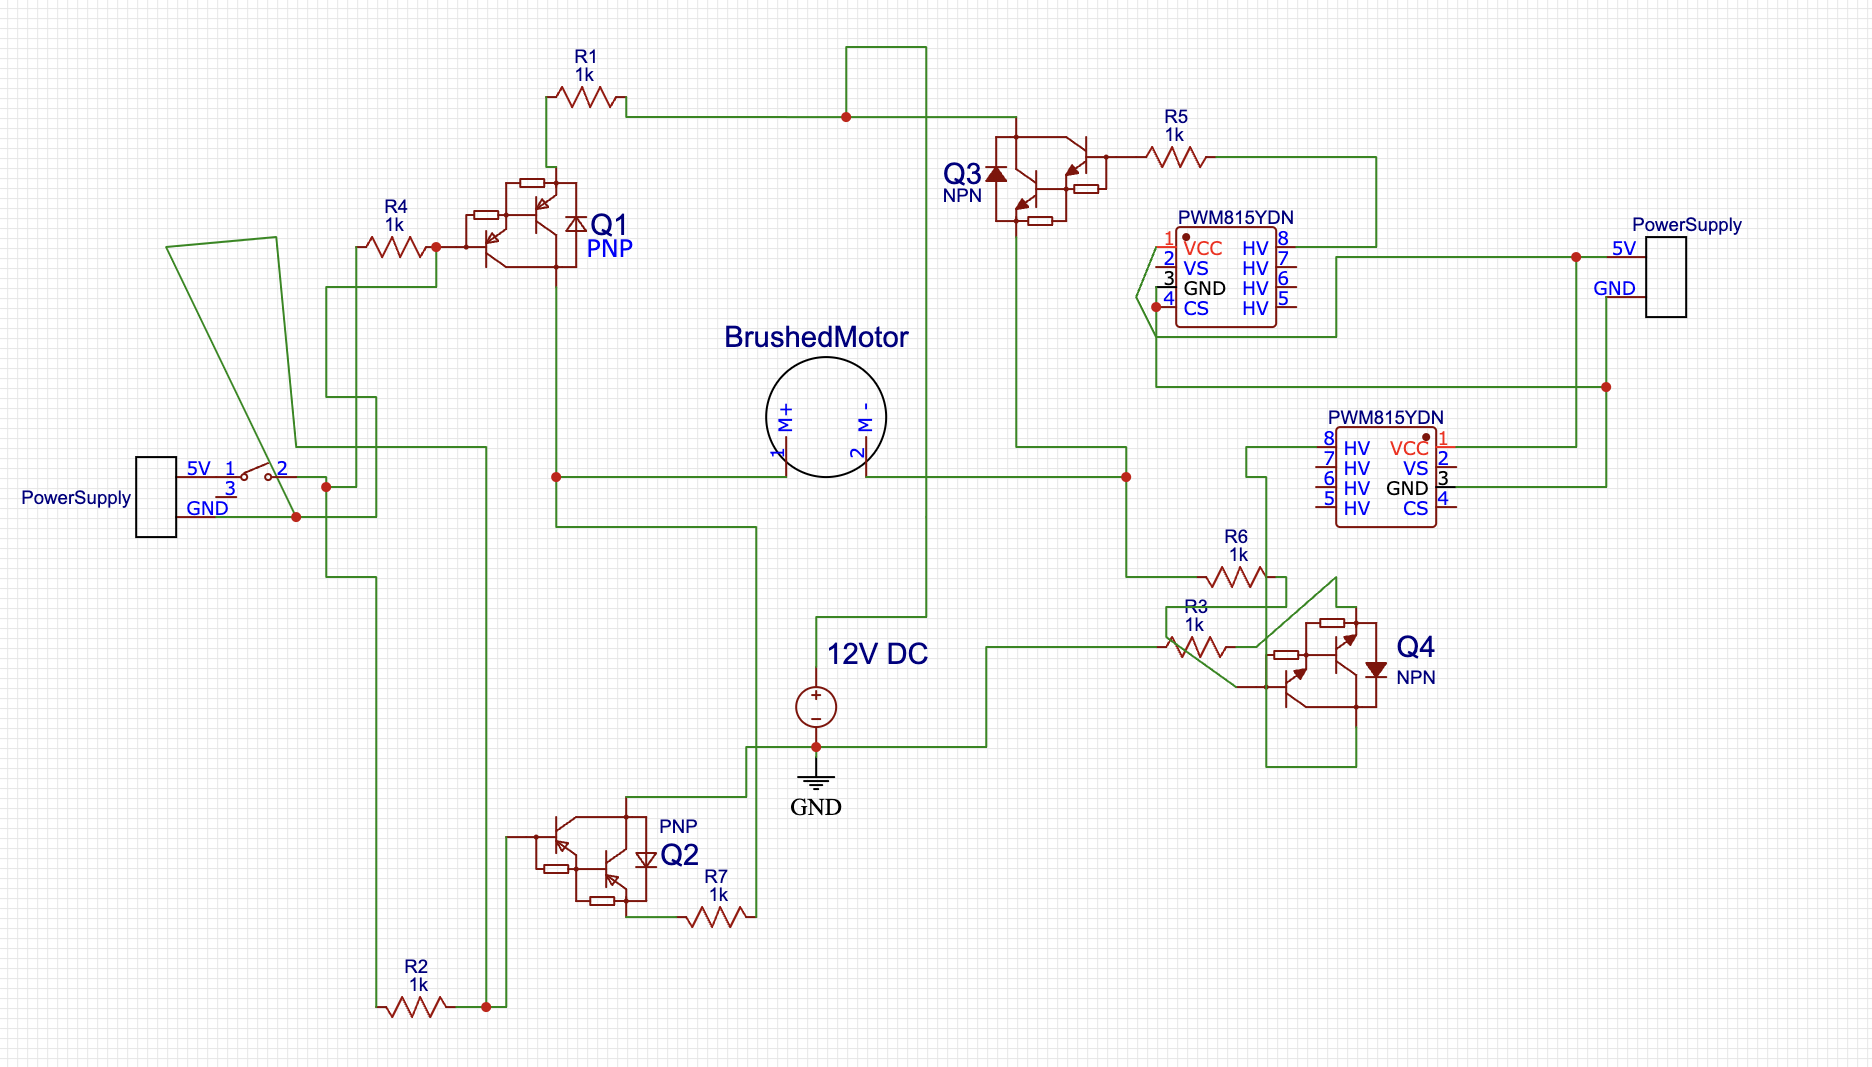 R1
1k
R4
1k
Q1
PNP
Q3
NPN
R5
1k
PWM815YDN
1 VCC HV 8
2 VS HV 7
3 GND HV 6
4 CS HV 5
PowerSupply
5V
GND
BrushedMotor
M+
1
M -
2
PWM815YDN
8 HV VCC 1
7 HV VS 2
6 HV GND 3
5 HV CS 4
PowerSupply
5V 1 2
3
GND
R6
1k
R3
1k
Q4
NPN
12V DC
+
−
GND
PNP
Q2
R7
1k
R2
1k